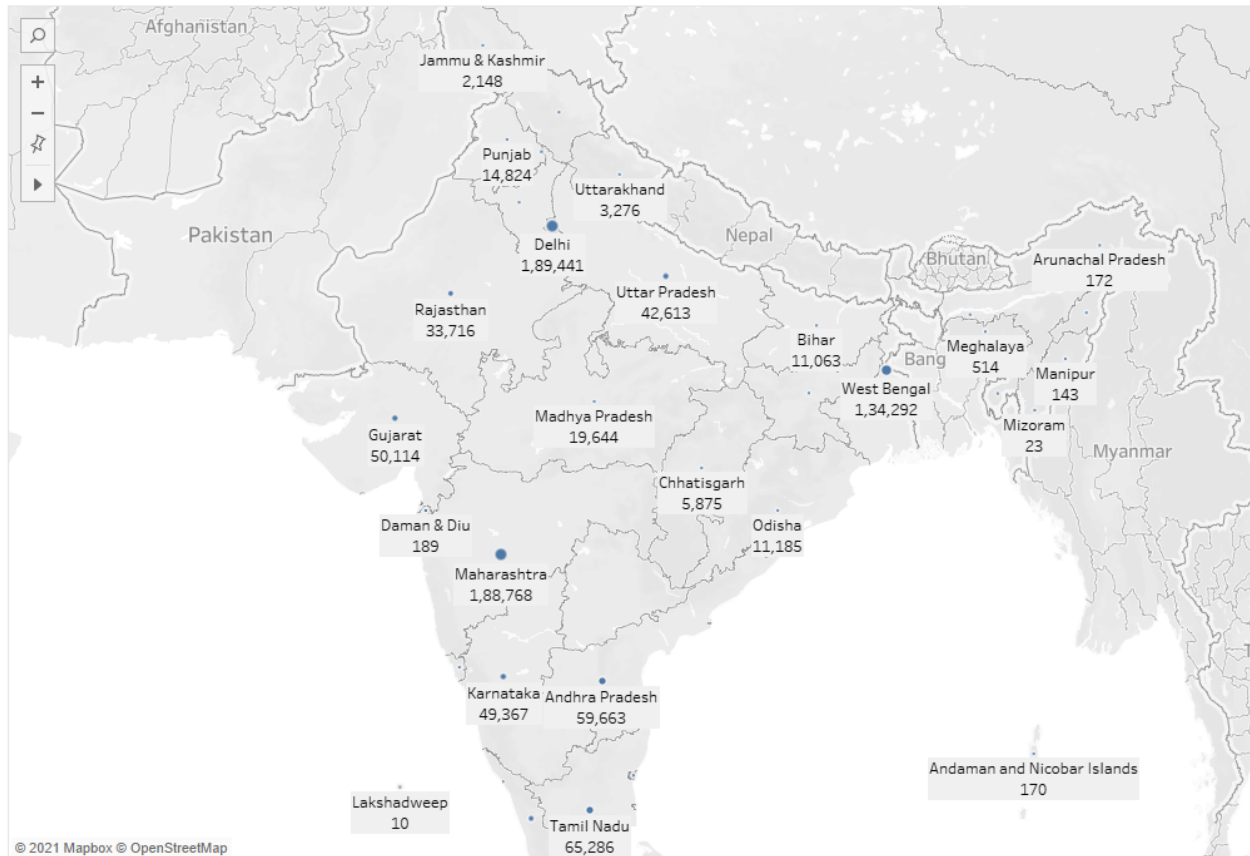 Afghanistan
Jammu & Kashmir
2,148
Punjab
14,824
Uttarakhand
3,276
Pakistan
Delhi
1,89,441
Nepal
Bhutan
Arunachal Pradesh
172
Rajasthan
33,716
Uttar Pradesh
42,613
Bihar
11,063
Bang
Meghalaya
514
Manipur
143
West Bengal
1,34,292
Mizoram
23
Madhya Pradesh
19,644
Gujarat
50,114
Myanmar
Chhatisgarh
5,875
Daman & Diu
189
Odisha
11,185
Maharashtra
1,88,768
Karnataka
49,367
Andhra Pradesh
59,663
Andaman and Nicobar Islands
170
Lakshadweep
10
Tamil Nadu
65,286
© 2021 Mapbox © OpenStreetMap